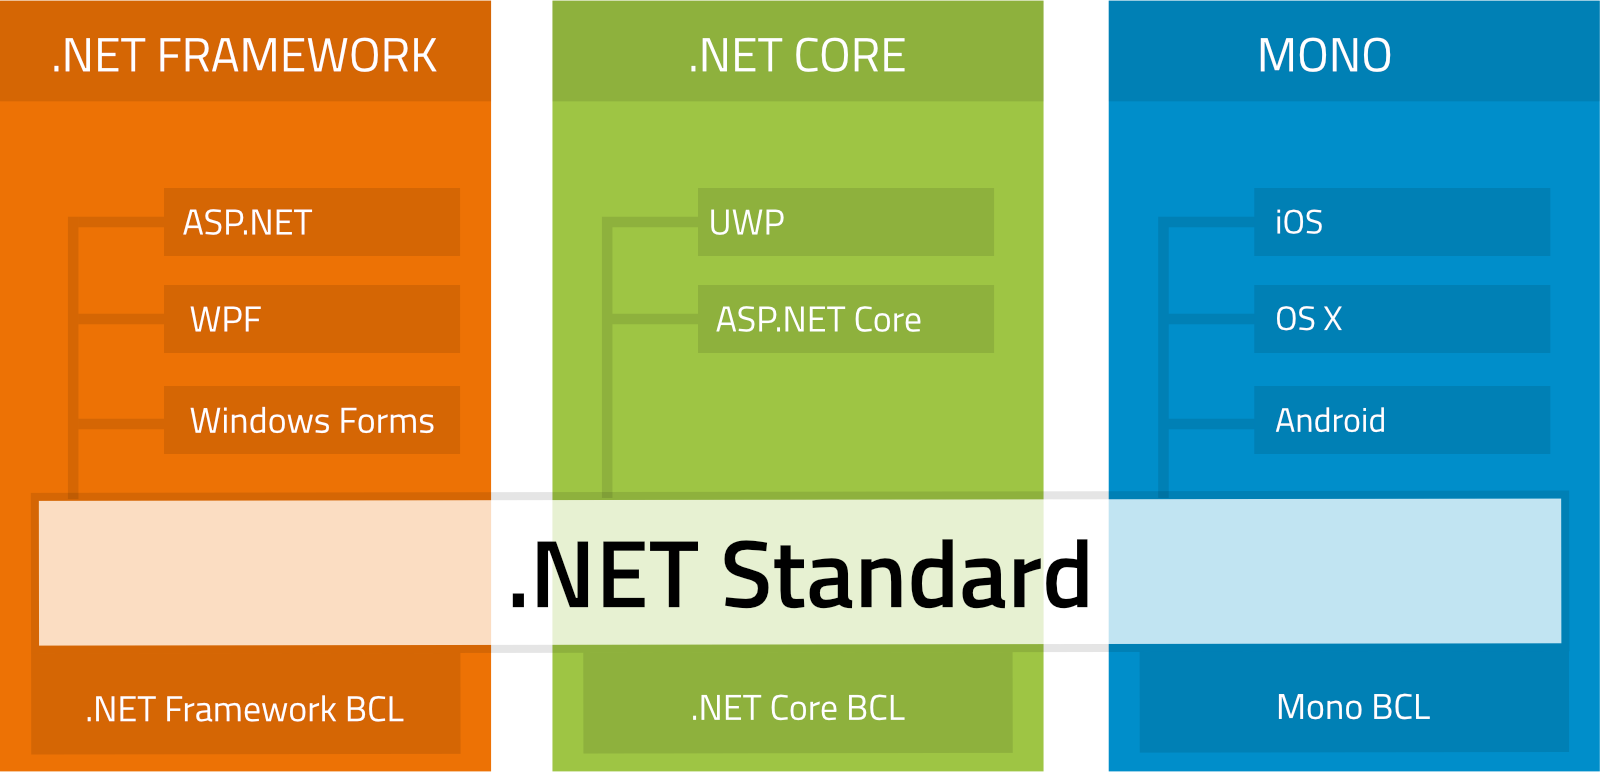 .NET FRAMEWORK
ASP.NET
WPF
Windows Forms
.NET CORE
UWP
ASP.NET Core
MONO
iOS
OS X
Android
.NET Standard
.NET Framework BCL
.NET Core BCL
Mono BCL